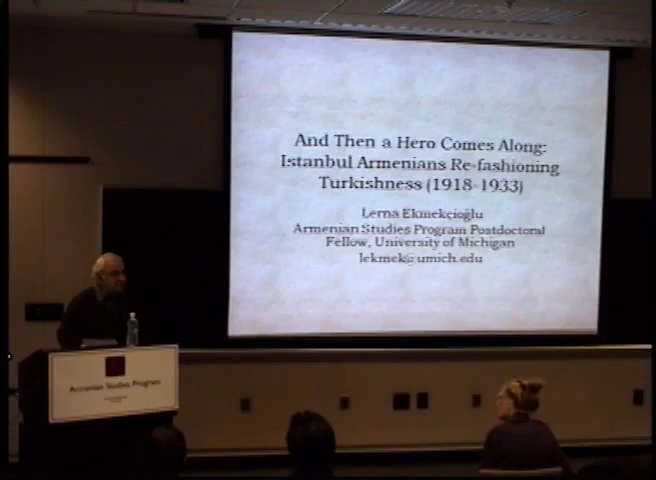 And Then a Hero Comes Along:
Istanbul Armenians Re-fashioning
Turkishness (1918-1933)
Lerna Ekmekçioğlu
Armenian Studies Program Postdoctoral
Fellow, University of Michigan
lekmek@umich.edu
Armenian Studies Program